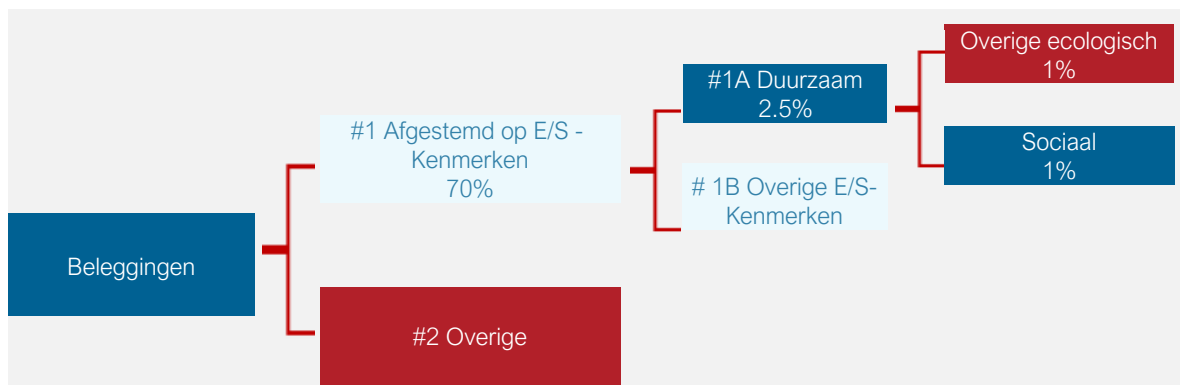 Beleggingen
#1 Afgestemd op E/S -
Kenmerken
70%
#2 Overige
#1A Duurzaam
2.5%
# 1B Overige E/S-
Kenmerken
Overige ecologisch
1%
Sociaal
1%